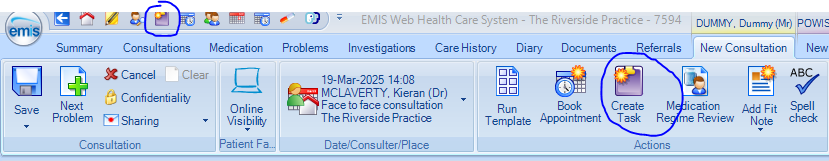 EMIS Web Health Care System - The Riverside Practice - 7594
DUMMY, Dummy (Mr)
POWIS
emis
Summary
Consultations
Medication
Problems
Investigations
Care History
Diary
Documents
Referrals
New Consultation
New
Save
Next
Problem
Cancel
Clear
Confidentiality
Sharing
Online
Visibility
19-Mar-2025 14:08
MCLAVERTY, Kieran (Dr)
Face to face consultation
The Riverside Practice
Run
Template
Book
Appointment
Create
Task
Medication
Regime Review
Add Fit
Note
ABC
Spell
check
Consultation
Patient Fa...
Date/Consulter/Place
Actions